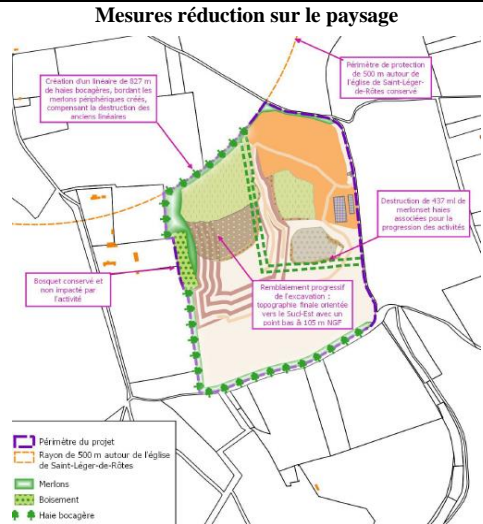 Mesures réduction sur le paysage
Création d'un linéaire de 827 m
de haies bocagères, bordant les
merlons périphériques créés,
compensant la destruction des
anciens linéaires
Périmètre de protection
de 500 m autour de
l'église de Saint-Léger-
de-Rôtes conservé
Destruction de 437 ml de
merlonset haies
associées pour la
progression des activités
Bosquet conservé et
non impacté par
l'activité
Remblaiement progressif
de l'excavation :
topographie finale orientée
vers le Sud-Est avec un
point bas à 105 m NGF
Périmètre du projet
Rayon de 500 m autour de l'église
de Saint-Léger-de-Rôtes
Merlons
Boisement
Haie bocagère